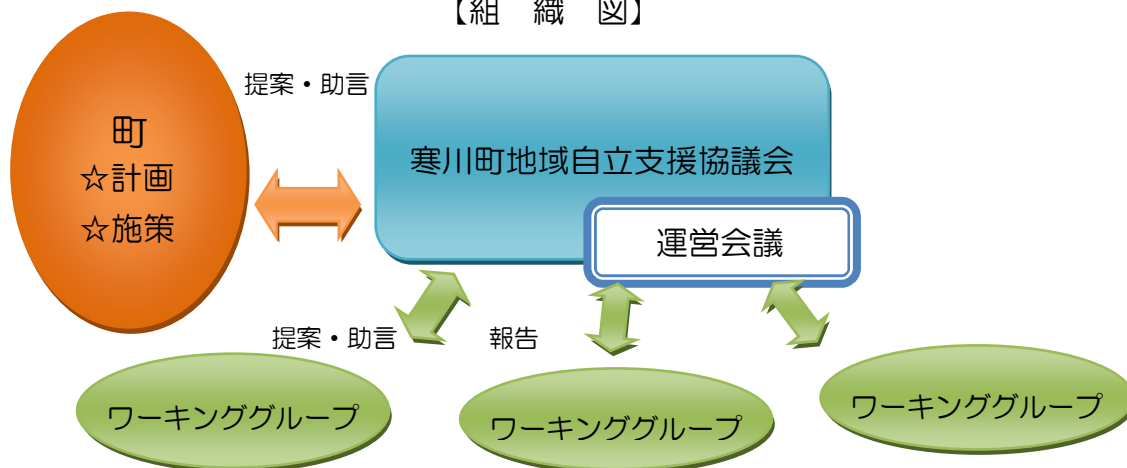 【組 織 図】
提案・助言
町
☆計画
☆施策
寒川町地域自立支援協議会
運営会議
提案・助言
報告
ワーキンググループ
ワーキンググループ
ワーキンググループ